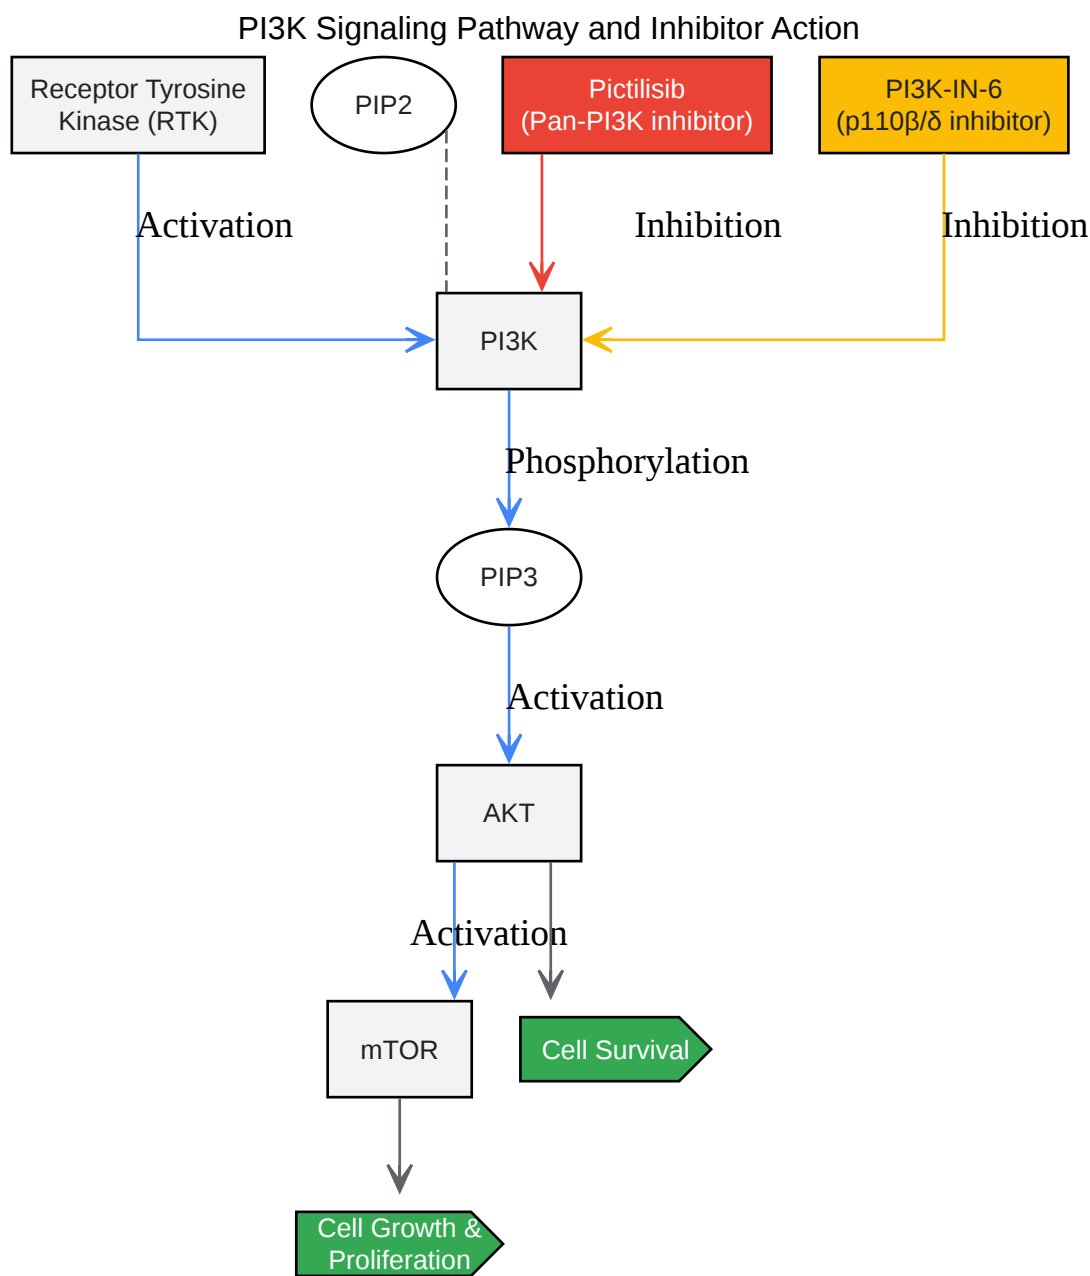 PI3K Signaling Pathway and Inhibitor Action
Receptor Tyrosine
Kinase (RTK)
PIP2
Pictilisib
(Pan-PI3K inhibitor)
PI3K-IN-6
(p110β/δ inhibitor)
Activation
Inhibition
Inhibition
PI3K
Phosphorylation
PIP3
Activation
AKT
Activation
mTOR
Cell Survival
Cell Growth &
Proliferation